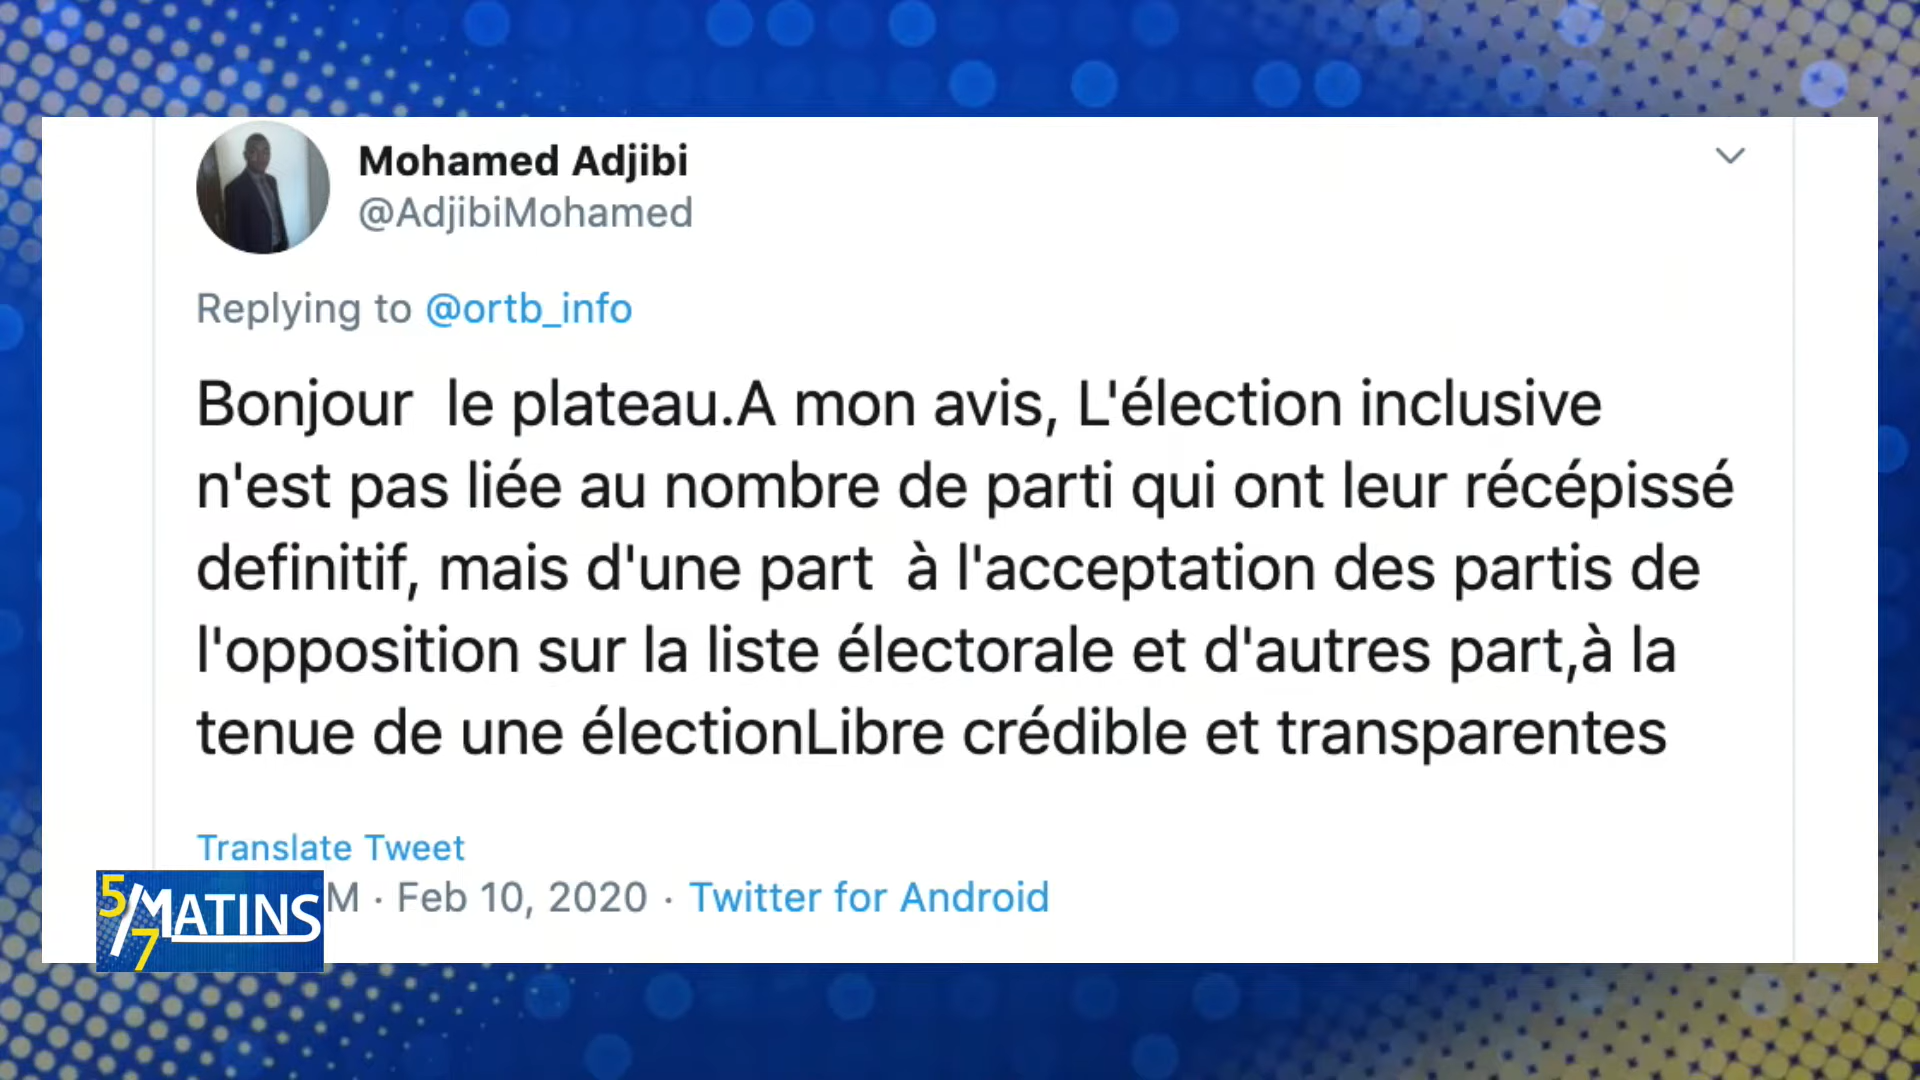 Mohamed Adjibi
@AdjibiMohamed
Replying to @ortb_info
Bonjour  le plateau.A mon avis, L'élection inclusive
n'est pas liée au nombre de parti qui ont leur récépissé
definitif, mais d'une part  à l'acceptation des partis de
l'opposition sur la liste électorale et d'autres part,à la
tenue de une électionLibre crédible et transparentes
Translate Tweet
M · Feb 10, 2020 · Twitter for Android
5/7 MATINS